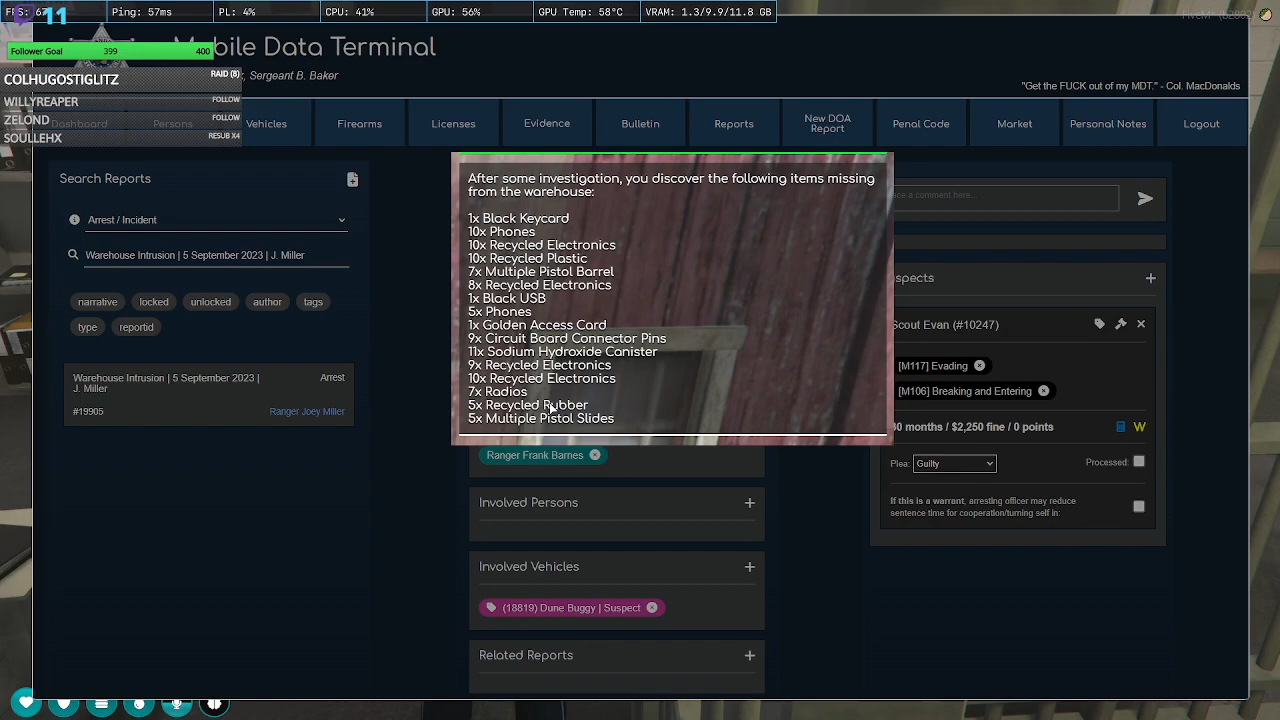 Ping: 57ms
PL: 4%
CPU: 41%
GPU: 56%
GPU Temp: 58°C
VRAM: 1.3/9.9/11.8 GB
11
Follower Goal 399 400
COLHUGOSTIGLITZ RAID (8)
WILLYREAPER FOLLOW
ZELOND FOLLOW
SOULLEHX RESUB X4
Mobile Data Terminal
Sergeant B. Baker
"Get the FUCK out of my MDT." - Col. MacDonalds
Dashboard
Persons
Vehicles
Firearms
Licenses
Evidence
Bulletin
Reports
New DOA
Report
Penal Code
Market
Personal Notes
Logout
Search Reports
Arrest / Incident
Warehouse Intrusion | 5 September 2023 | J. Miller
narrative
locked
unlocked
author
tags
type
reportid
Warehouse Intrusion | 5 September 2023 |
J. Miller
Arrest
#19905
Ranger Joey Miller
After some investigation, you discover the following items missing
from the warehouse:
1x Black Keycard
10x Phones
10x Recycled Electronics
10x Recycled Plastic
7x Multiple Pistol Barrel
8x Recycled Electronics
1x Black USB
5x Phones
1x Golden Access Card
9x Circuit Board Connector Pins
11x Sodium Hydroxide Canister
9x Recycled Electronics
10x Recycled Electronics
7x Radios
5x Recycled Rubber
5x Multiple Pistol Slides
Ranger Frank Barnes
Involved Persons
Involved Vehicles
(18819) Dune Buggy | Suspect
Related Reports
a comment here...
Scout Evan (#10247)
[M117] Evading
[M106] Breaking and Entering
months / $2,250 fine / 0 points
W
Plea:
Guilty
Processed:
If this is a warrant, arresting officer may reduce
sentence time for cooperation/turning self in: